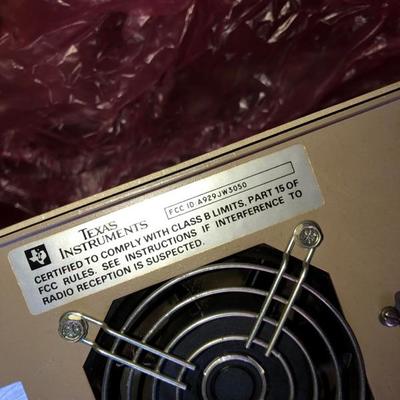 TEXAS
INSTRUMENTS
FCC ID A929JW3050
CERTIFIED TO COMPLY WITH CLASS B LIMITS, PART 15 OF
FCC RULES. SEE INSTRUCTIONS IF INTERFERENCE TO
RADIO RECEPTION IS SUSPECTED.